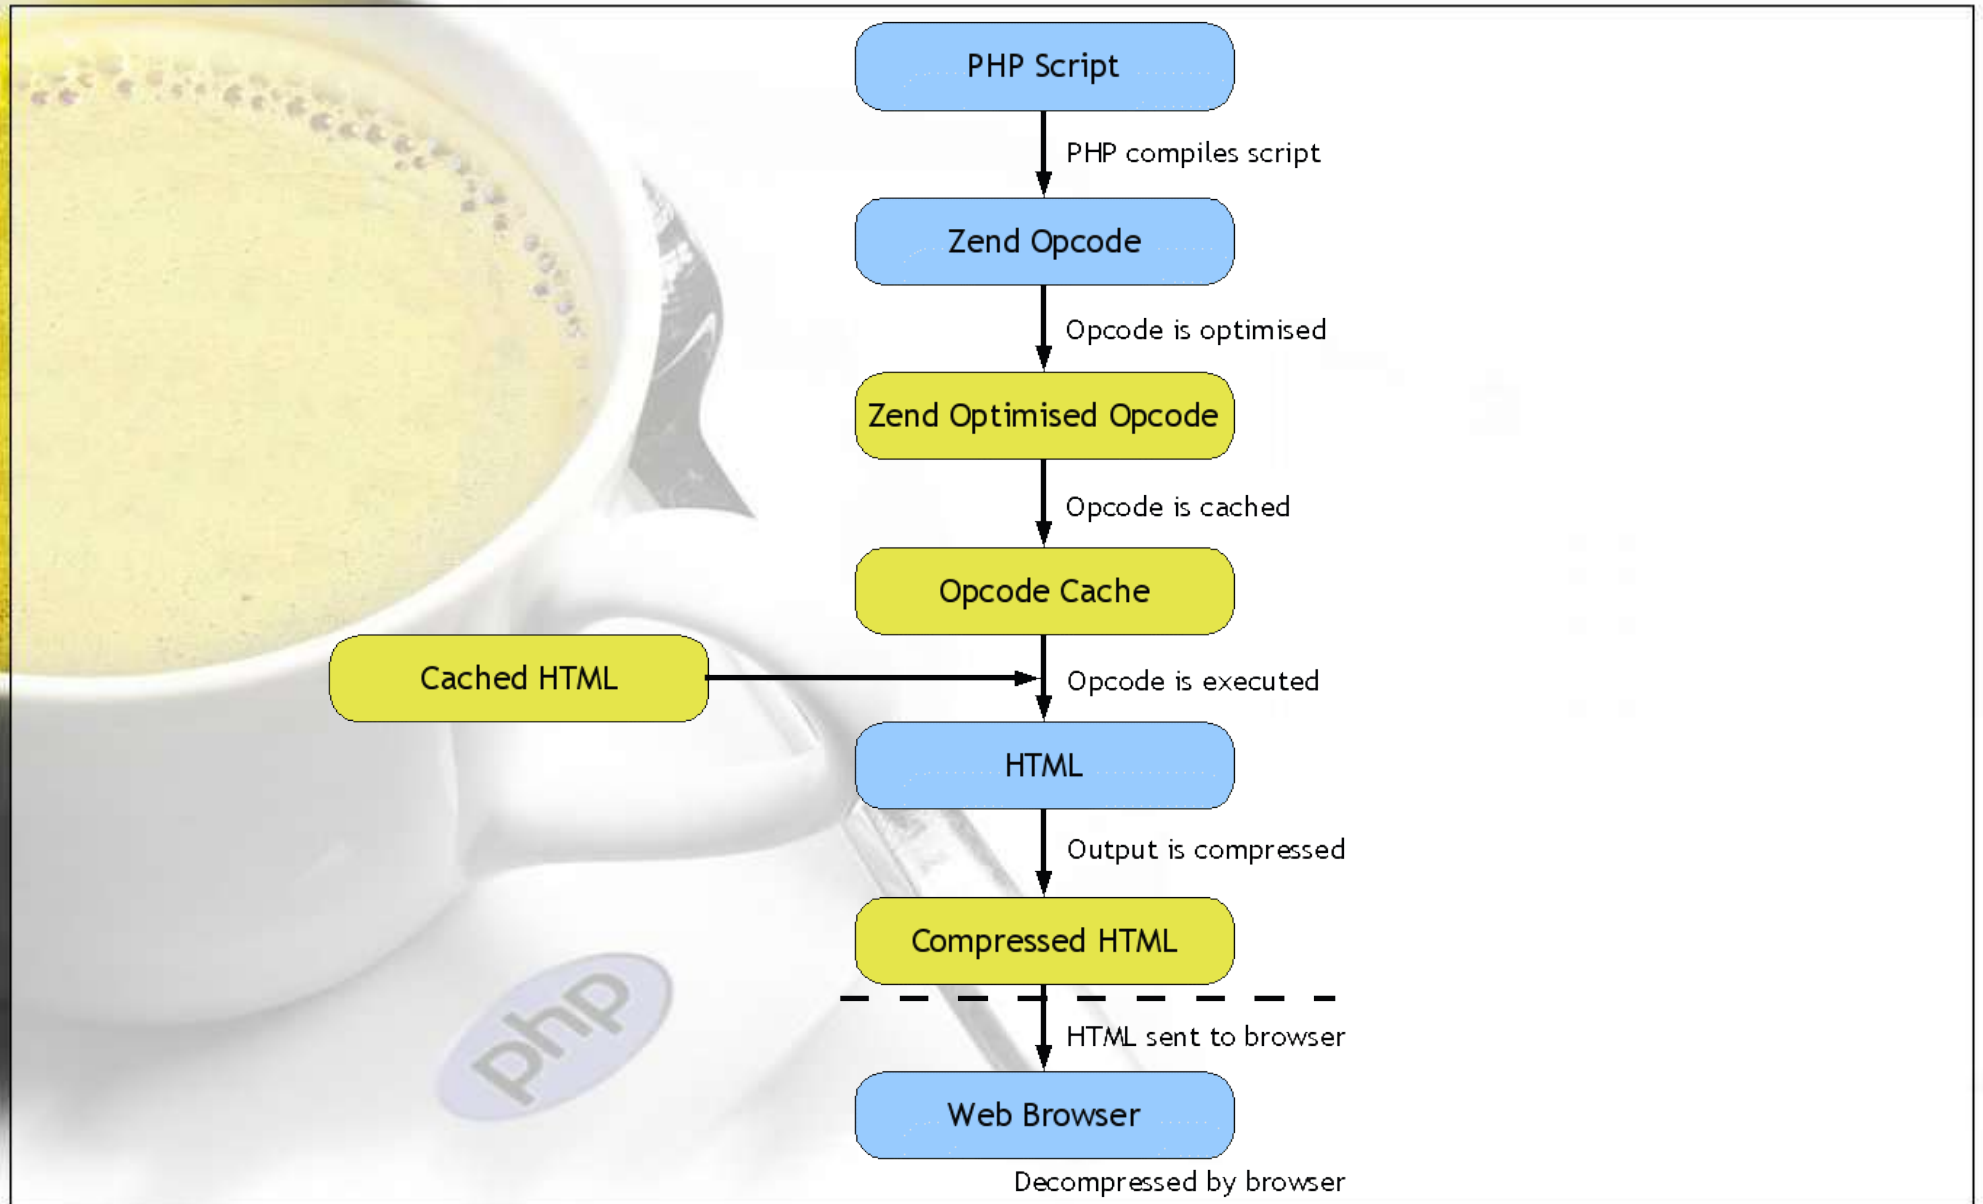 PHP Script
PHP compiles script
Zend Opcode
Opcode is optimised
Zend Optimised Opcode
Opcode is cached
Opcode Cache
Cached HTML
Opcode is executed
HTML
Output is compressed
Compressed HTML
php
HTML sent to browser
Web Browser
Decompressed by browser